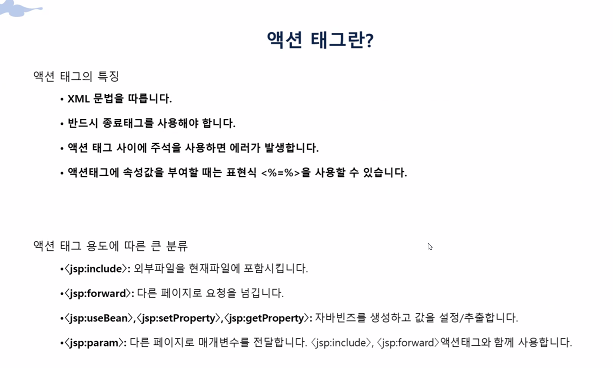 액션 태그란?
액션 태그의 특징
• XML 문법을 따릅니다.
• 반드시 종료태그를 사용해야 합니다.
• 액션 태그 사이에 주석을 사용하면 에러가 발생합니다.
• 액션태그에 속성값을 부여할 때는 표현식 <%=%>을 사용할 수 있습니다.
액션 태그 용도에 따른 큰 분류
•〈jsp:include〉: 외부파일을 현재파일에 포함시킵니다.
•〈jsp:forward〉: 다른 페이지로 요청을 넘깁니다.
•〈jsp:useBean〉,〈jsp:setProperty〉,〈jsp:getProperty〉: 자바빈즈를 생성하고 값을 설정/추출합니다.
•〈jsp:param〉: 다른 페이지로 매개변수를 전달합니다. 〈jsp:include〉, 〈jsp:forward〉액션태그와 함께 사용합니다.